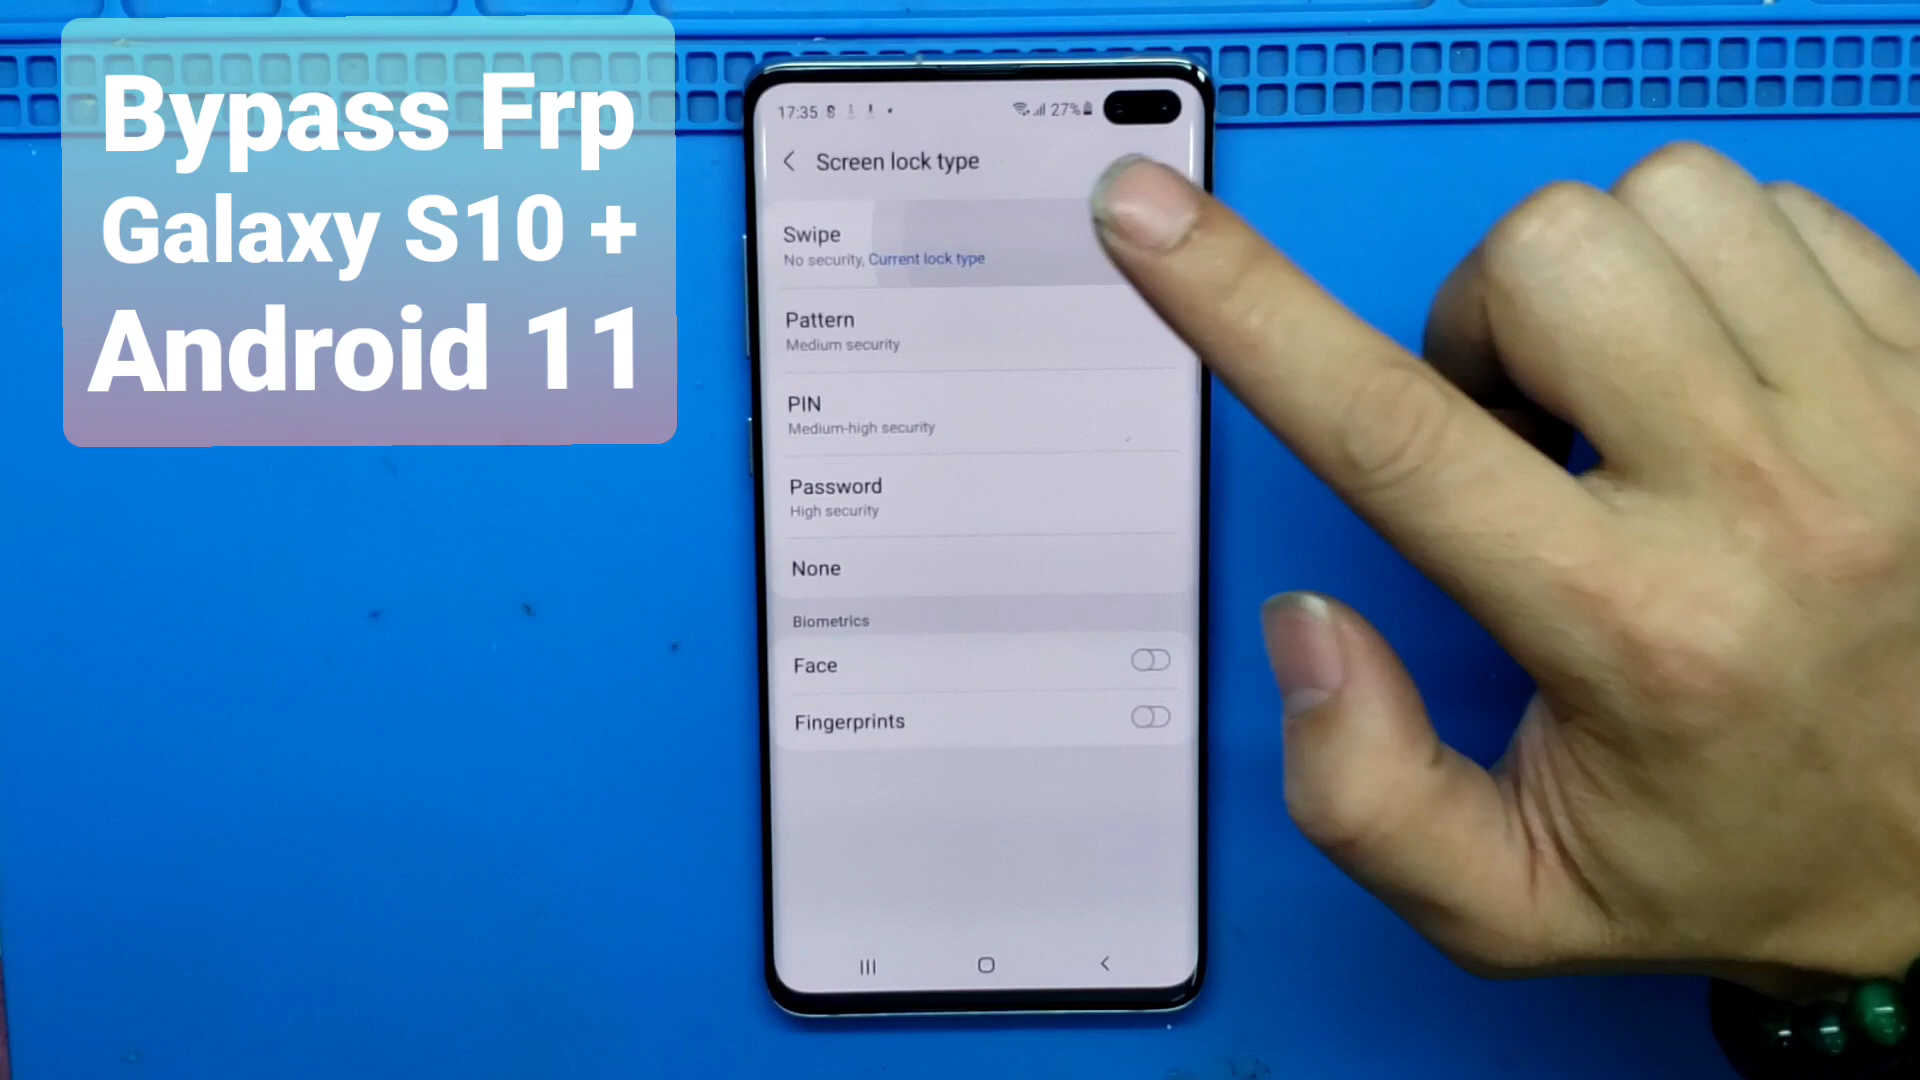 Bypass Frp
Galaxy S10 +
Android 11
17:35
27%
Screen lock type
Swipe
No security, Current lock type
Pattern
Medium security
PIN
Medium-high security
Password
High security
None
Biometrics
Face
Fingerprints